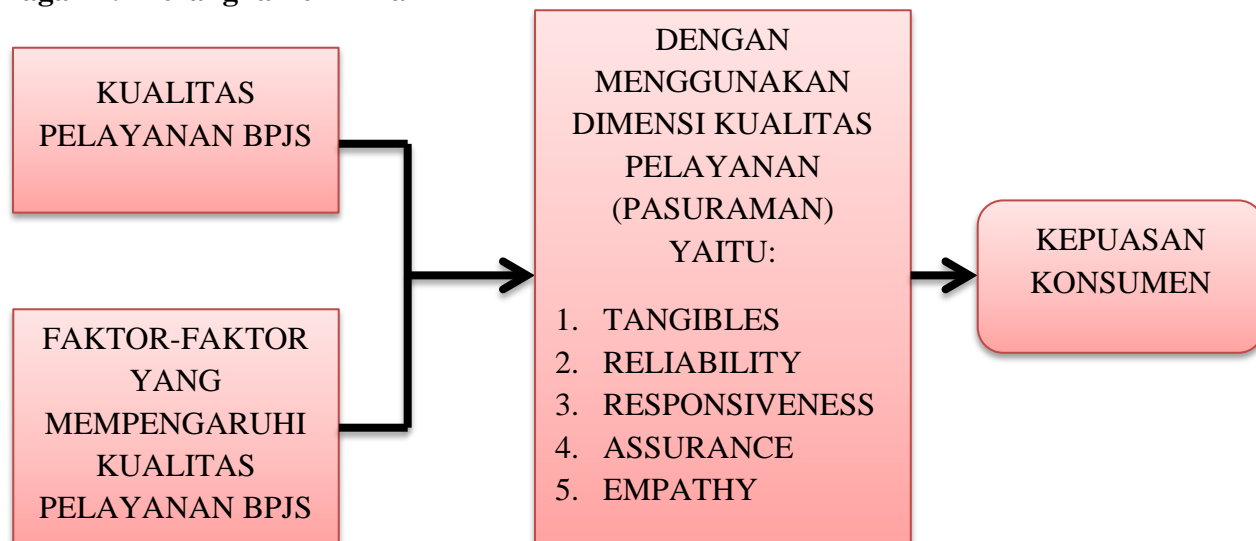 KUALITAS
PELAYANAN BPJS
FAKTOR-FAKTOR
YANG
MEMPENGARUHI
KUALITAS
PELAYANAN BPJS
DENGAN
MENGGUNAKAN
DIMENSI KUALITAS
PELAYANAN
(PASURAMAN)
YAITU:
1. TANGIBLES
2. RELIABILITY
3. RESPONSIVENESS
4. ASSURANCE
5. EMPATHY
KEPUASAN
KONSUMEN